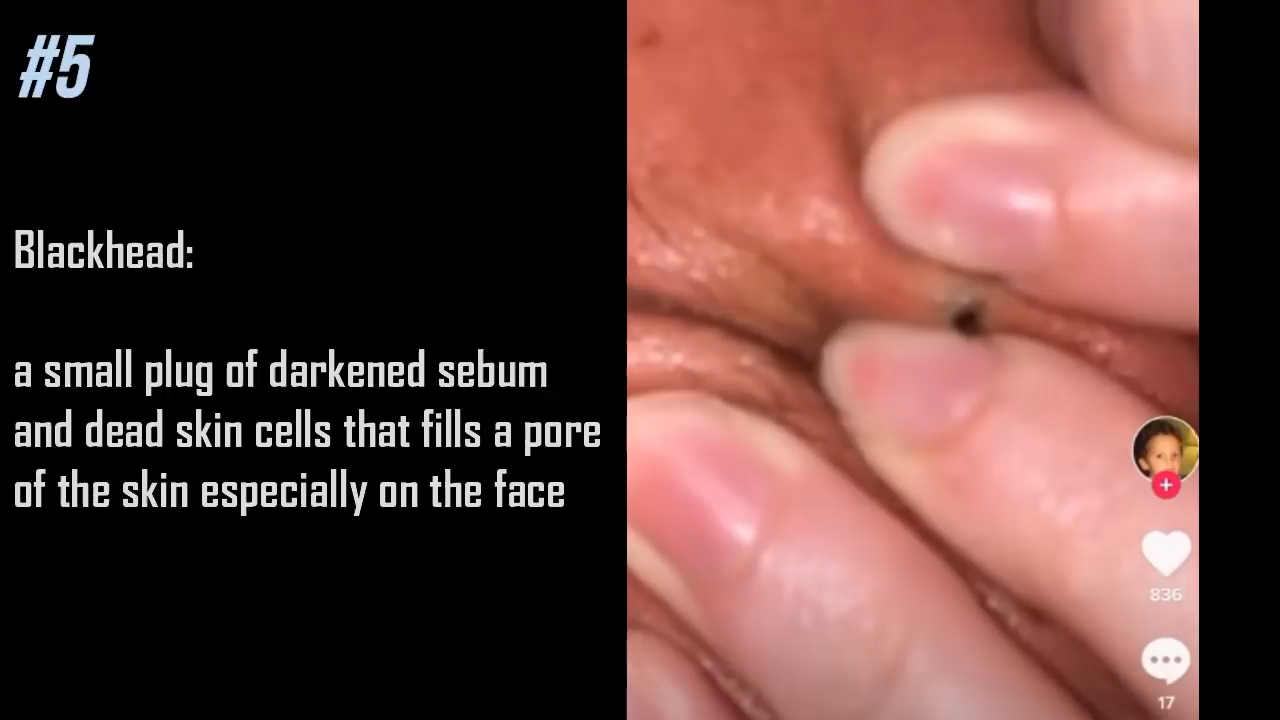 #5
Blackhead:
a small plug of darkened sebum
and dead skin cells that fills a pore
of the skin especially on the face
836
17